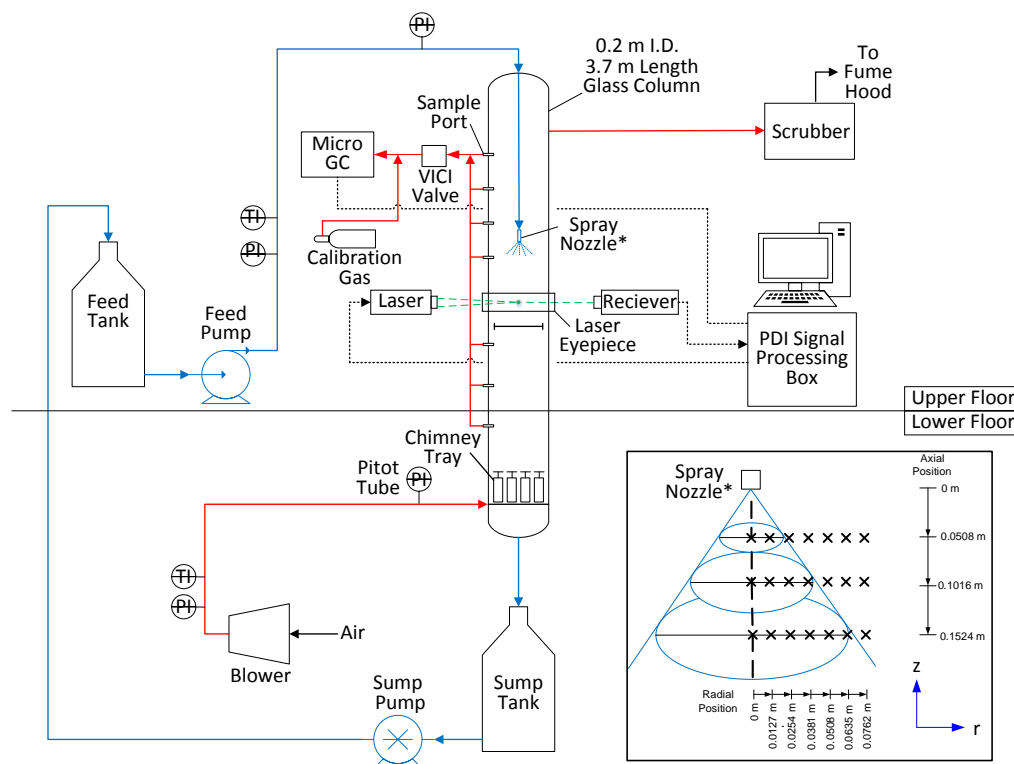 PI
0.2 m I.D.
3.7 m Length
Glass Column
To
Fume
Hood
Sample
Port
Scrubber
Micro
GC
VICI
Valve
TI
PI
Calibration
Gas
Spray
Nozzle*
Feed
Tank
Feed
Pump
Laser
Reciever
Laser
Eyepiece
PDI Signal
Processing
Box
Upper Floor
Lower Floor
Chimney
Tray
Pitot
Tube
PI
TI
PI
Air
Blower
Sump
Pump
Sump
Tank
Spray
Nozzle*
Axial
Position
0 m
0.0508 m
0.1016 m
0.1524 m
Radial
Position
0 m
0.0127 m
0.0254 m
0.0381 m
0.0508 m
0.0635 m
0.0762 m
z
r